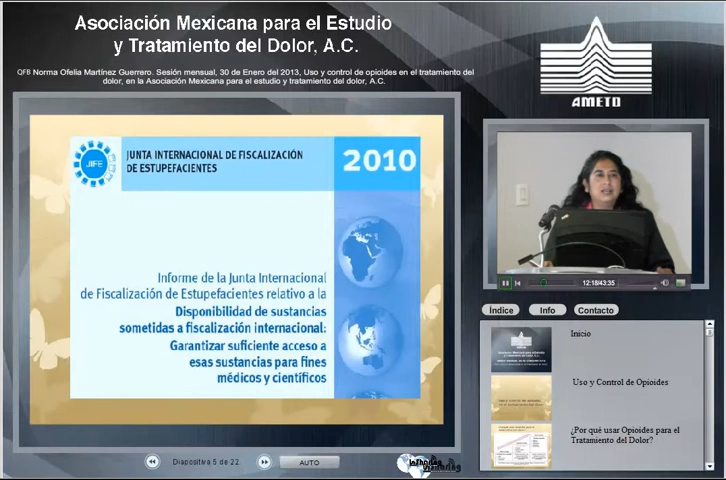 Asociación Mexicana para el Estudio
y Tratamiento del Dolor, A.C.
QFB Norma Ofelia Martínez Guerrero. Sesión mensual, 30 de Enero del 2013, Uso y control de opioides en el tratamiento del
dolor, en la Asociación Mexicana para el estudio y tratamiento del dolor, A.C.
AMETD
JIFE
JUNTA INTERNACIONAL DE FISCALIZACIÓN
DE ESTUPEFACIENTES
2010
Informe de la Junta Internacional
de Fiscalización de Estupefacientes relativo a la
Disponibilidad de sustancias
sometidas a fiscalización internacional:
Garantizar suficiente acceso a
esas sustancias para fines
médicos y científicos
12:18/43:35
Índice
Info
Contacto
Inicio
Uso y Control de Opioides
¿Por qué usar Opioides para el
Tratamiento del Dolor?
Diapositiva 5 de 22.
AUTO